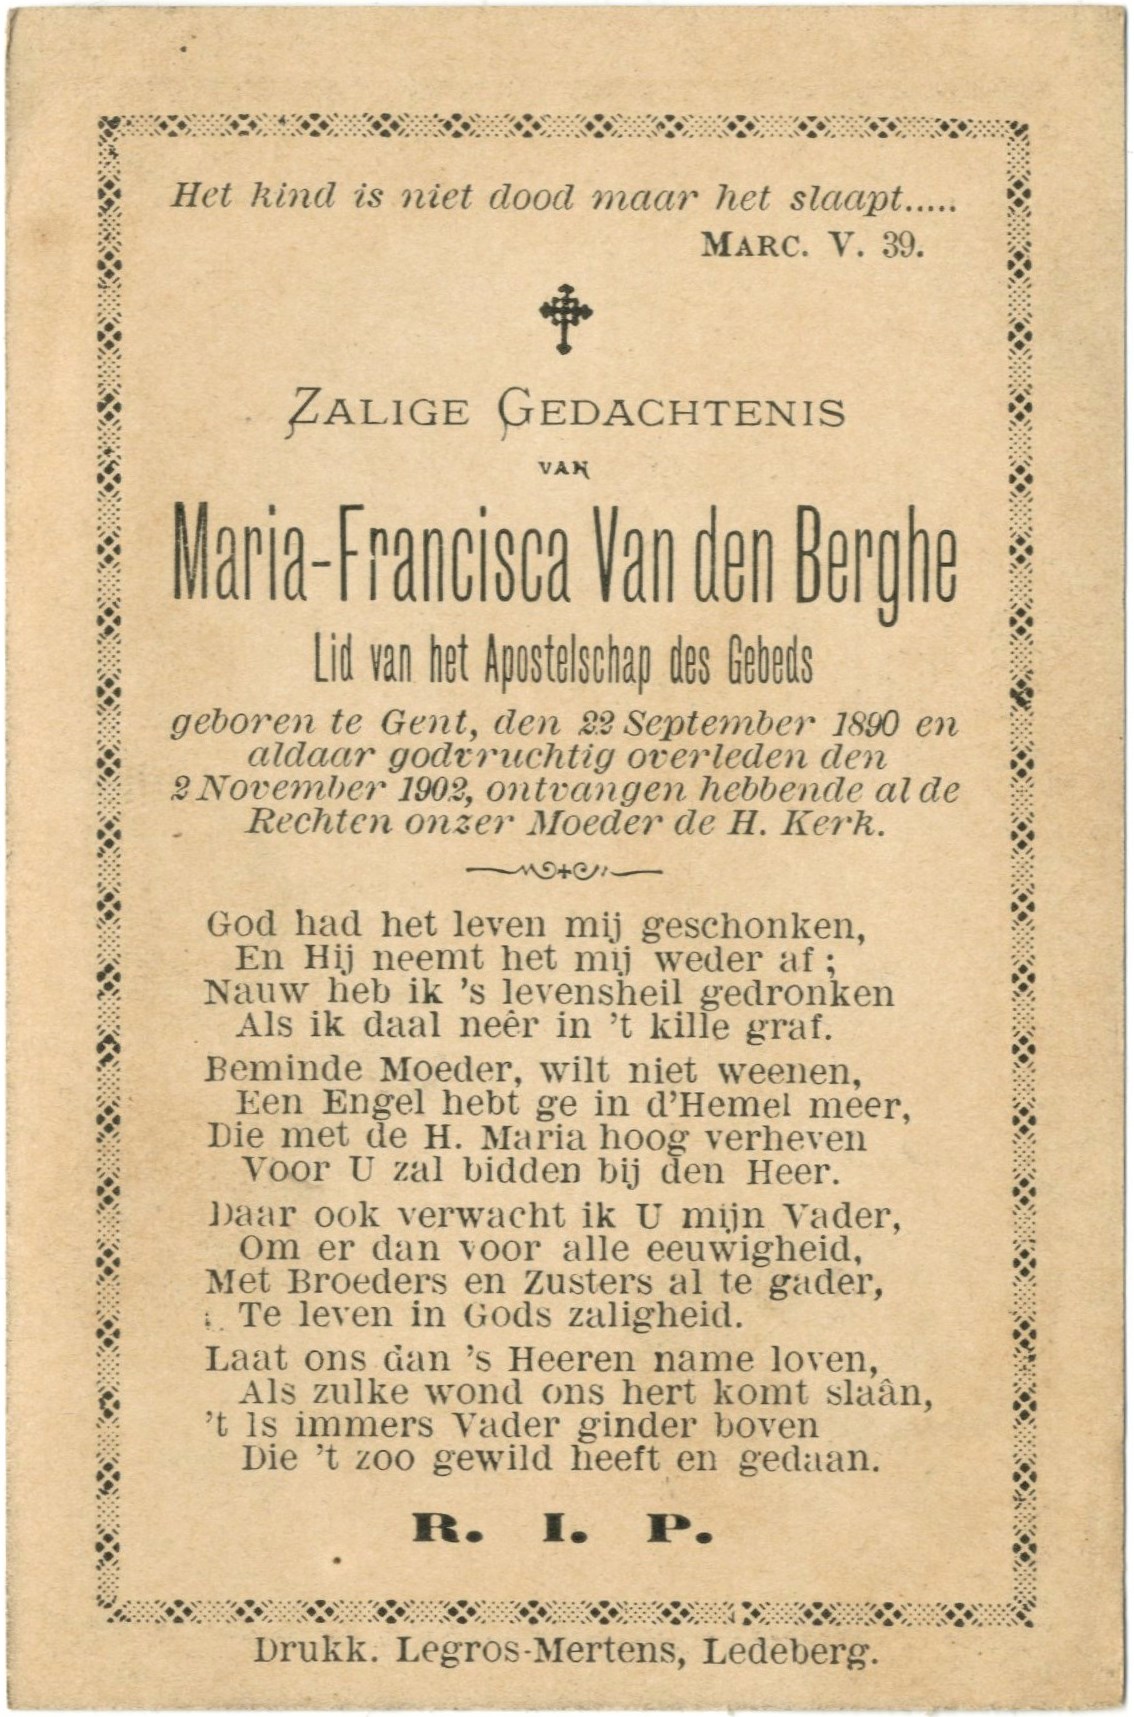 Het kind is niet dood maar het slaapt.....
MARC. V. 39.
ZALIGE GEDACHTENIS
VAN
Maria-Francisca Van den Berghe
Lid van het Apostelschap des Gebeds
geboren te Gent, den 22 September 1890 en
aldaar godvruchtig overleden den
2 November 1902, ontvangen hebbende al de
Rechten onzer Moeder de H. Kerk.
God had het leven mij geschonken,
En Hij neemt het mij weder af ;
Nauw heb ik 's levensheil gedronken
Als ik daal neêr in 't kille graf.
Beminde Moeder, wilt niet weenen,
Een Engel hebt ge in d'Hemel meer,
Die met de H. Maria hoog verheven
Voor U zal bidden bij den Heer.
Daar ook verwacht ik U mijn Vader,
Om er dan voor alle eeuwigheid,
Met Broeders en Zusters al te gader,
Te leven in Gods zaligheid.
Laat ons dan 's Heeren name loven,
Als zulke wond ons hert komt slaân,
't Is immers Vader ginder boven
Die 't zoo gewild heeft en gedaan.
R. I. P.
Drukk. Legros-Mertens, Ledeberg.